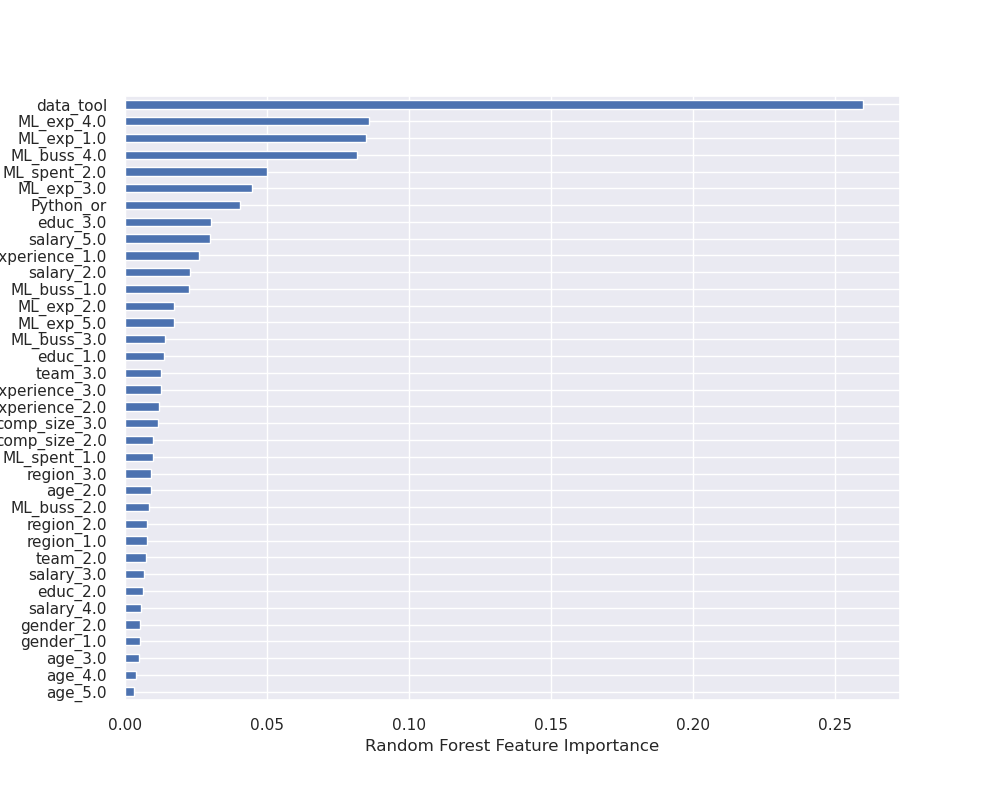 data_tool
ML_exp_4.0
ML_exp_1.0
ML_buss_4.0
ML_spent_2.0
ML_exp_3.0
Python_or
educ_3.0
salary_5.0
xperience_1.0
salary_2.0
ML_buss_1.0
ML_exp_2.0
ML_exp_5.0
ML_buss_3.0
educ_1.0
team_3.0
xperience_3.0
xperience_2.0
comp_size_3.0
comp_size_2.0
ML_spent_1.0
region_3.0
age_2.0
ML_buss_2.0
region_2.0
region_1.0
team_2.0
salary_3.0
educ_2.0
salary_4.0
gender_2.0
gender_1.0
age_3.0
age_4.0
age_5.0
0.00 0.05 0.10 0.15 0.20 0.25
Random Forest Feature Importance